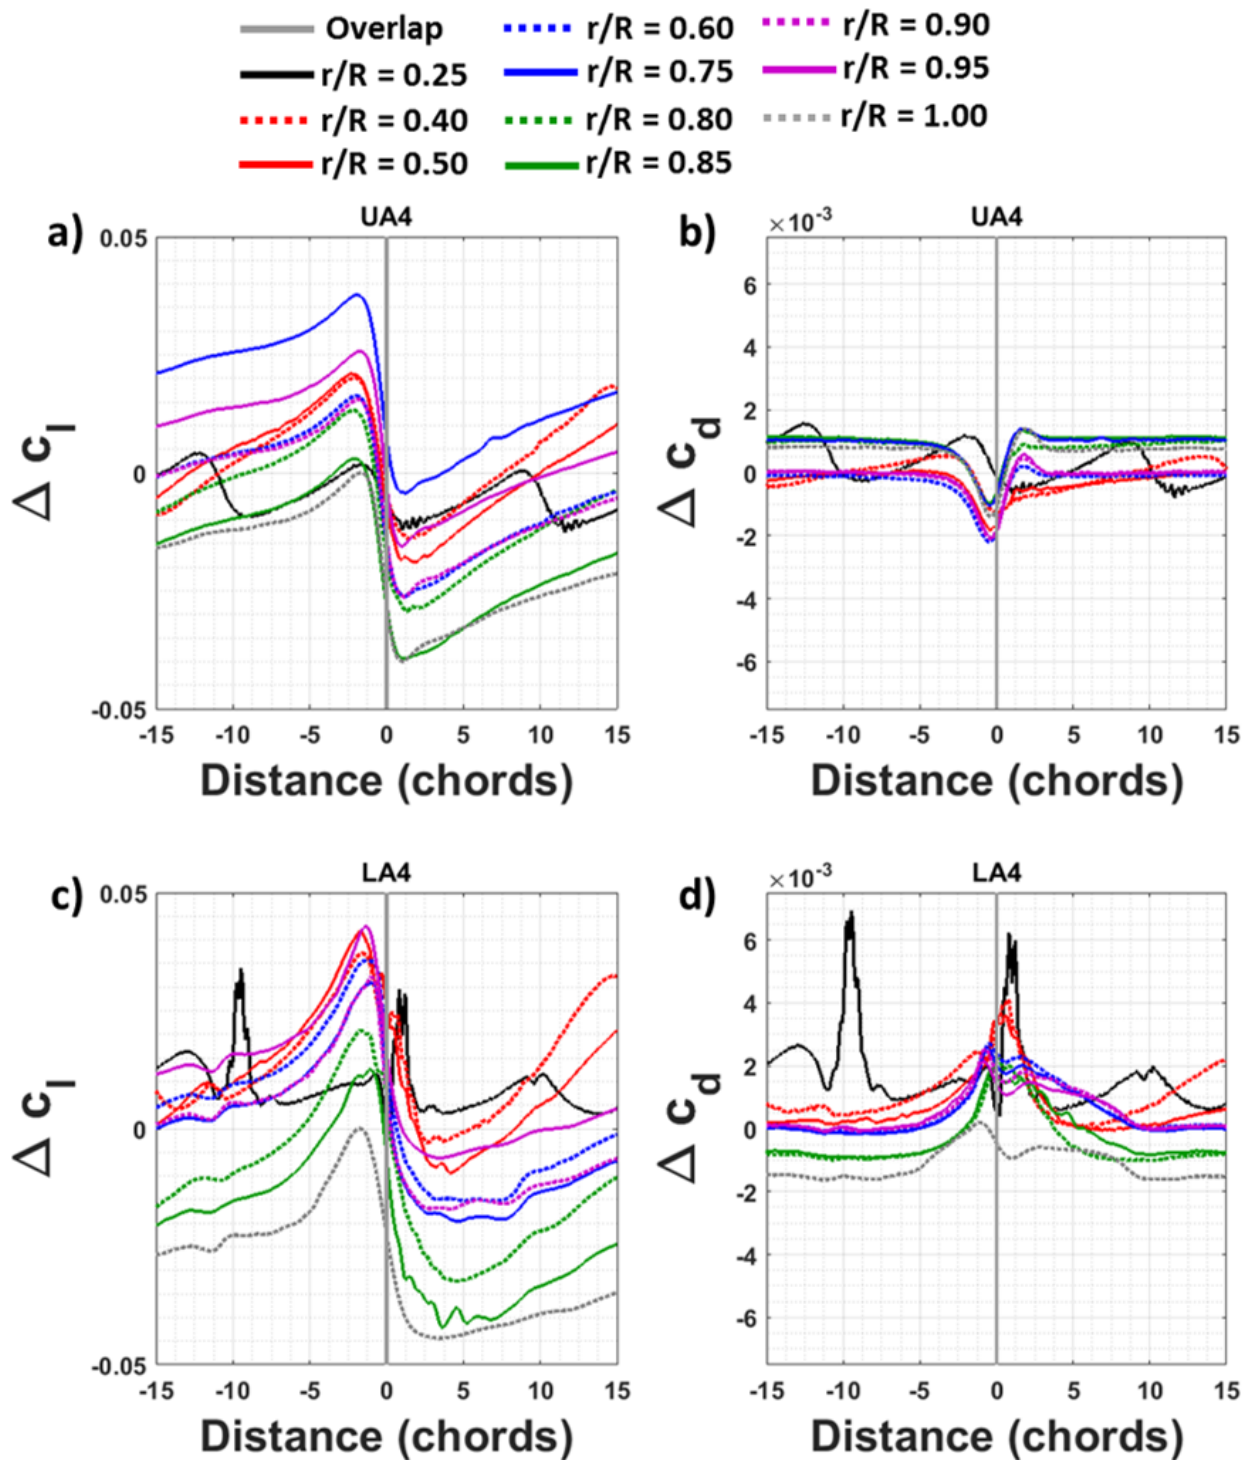 Overlap
r/R = 0.25
r/R = 0.40
r/R = 0.50
r/R = 0.60
r/R = 0.75
r/R = 0.80
r/R = 0.85
r/R = 0.90
r/R = 0.95
r/R = 1.00
a)
UA4
0.05
0
-0.05
Δ c l
-15 -10 -5 0 5 10 15
Distance (chords)
b)
UA4
×10-3
6
4
2
0
-2
-4
-6
Δ c d
-15 -10 -5 0 5 10 15
Distance (chords)
c)
LA4
0.05
0
-0.05
Δ c l
-15 -10 -5 0 5 10 15
Distance (chords)
d)
LA4
×10-3
6
4
2
0
-2
-4
-6
Δ c d
-15 -10 -5 0 5 10 15
Distance (chords)